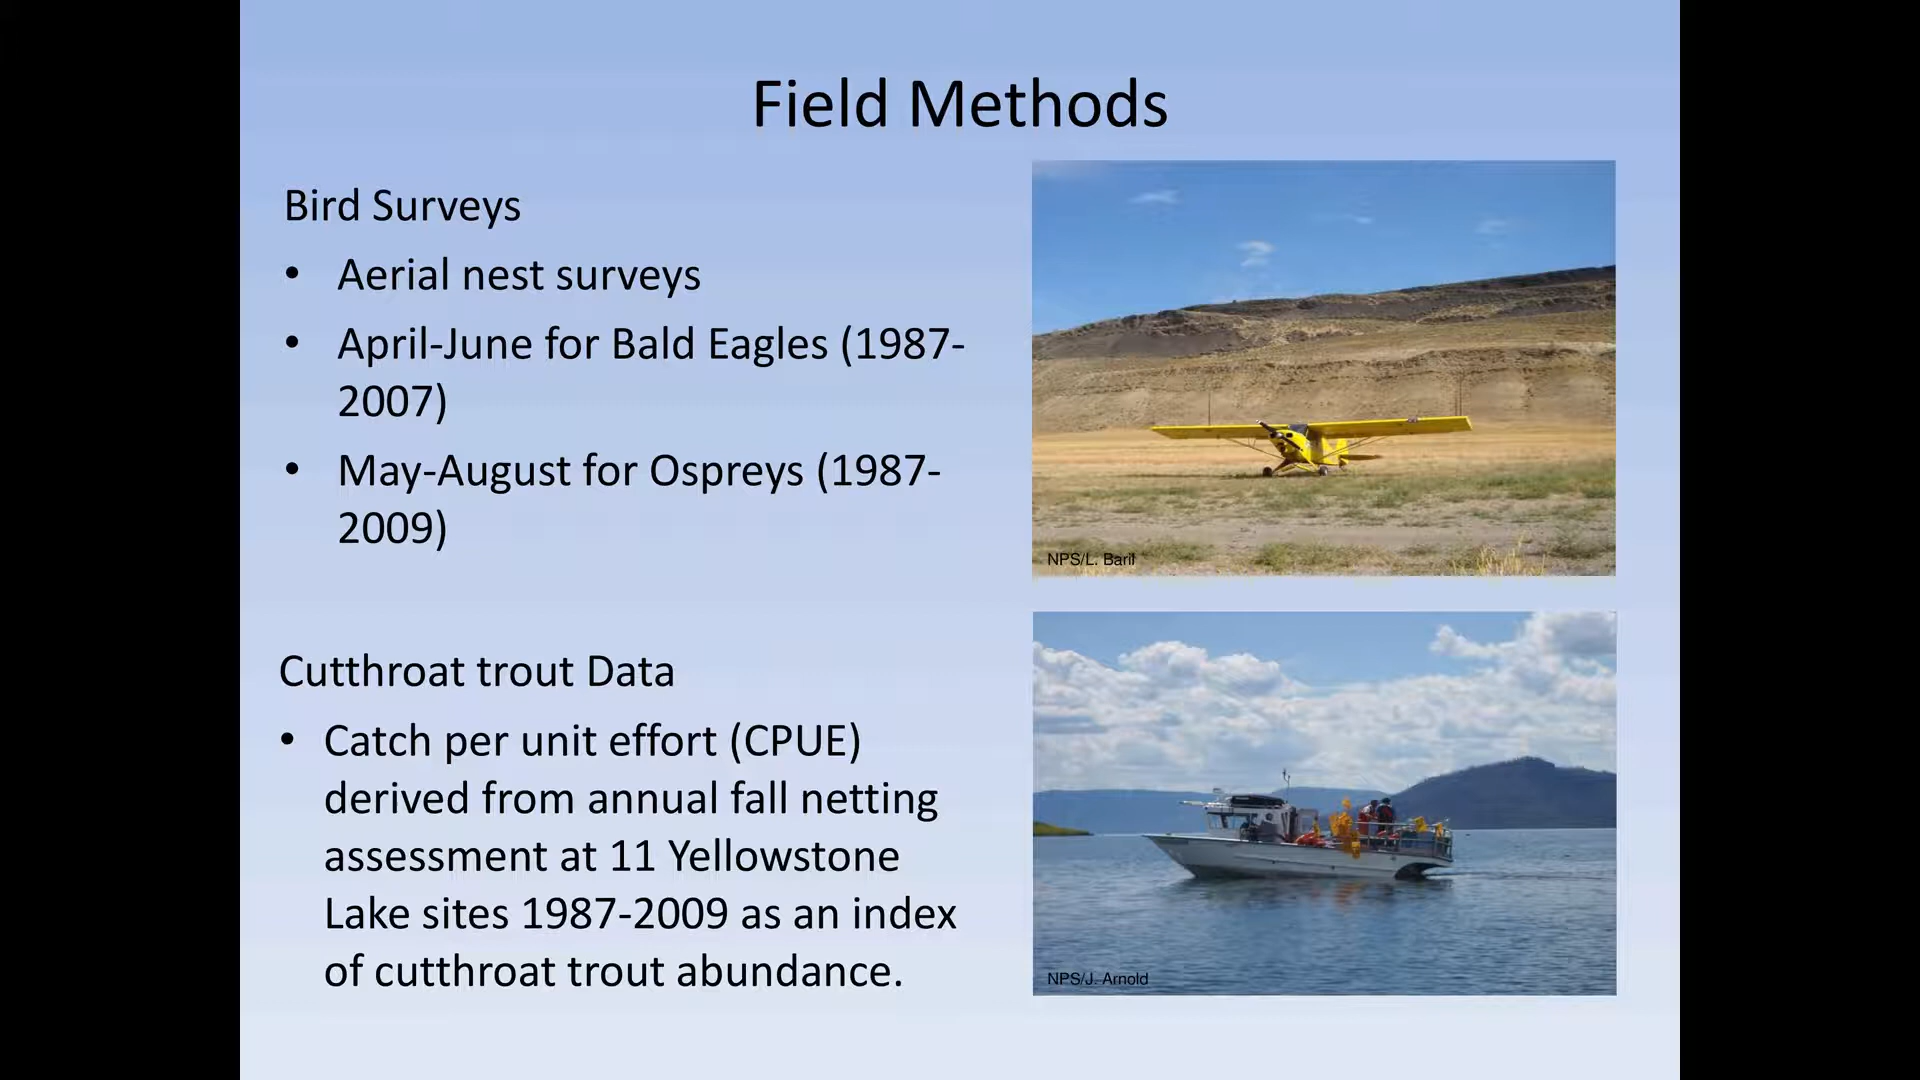 Field Methods
Bird Surveys
• Aerial nest surveys
• April-June for Bald Eagles (1987-
2007)
• May-August for Ospreys (1987-
2009)
NPS/L. Baril
Cutthroat trout Data
• Catch per unit effort (CPUE)
derived from annual fall netting
assessment at 11 Yellowstone
Lake sites 1987-2009 as an index
of cutthroat trout abundance.
NPS/J. Arnold